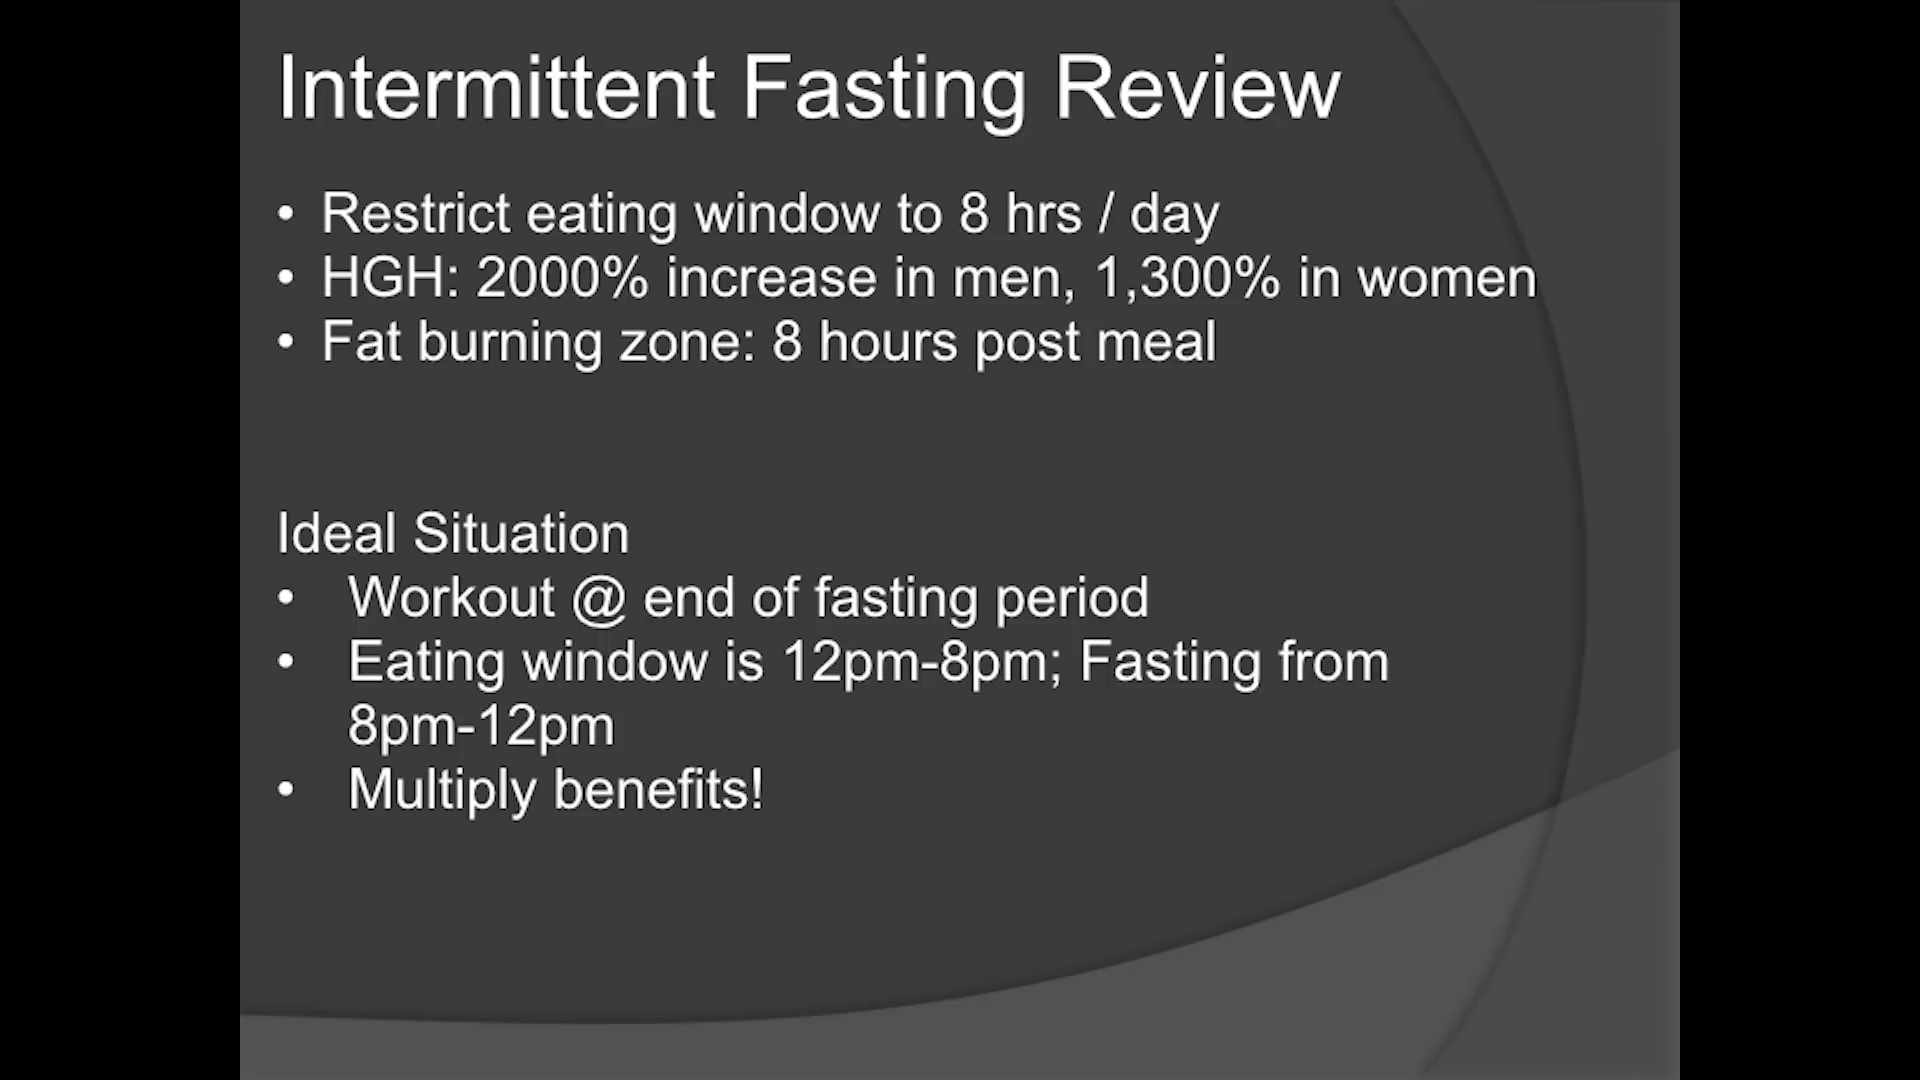 Intermittent Fasting Review
• Restrict eating window to 8 hrs / day
• HGH: 2000% increase in men, 1,300% in women
• Fat burning zone: 8 hours post meal
Ideal Situation
• Workout @ end of fasting period
• Eating window is 12pm-8pm; Fasting from
8pm-12pm
• Multiply benefits!